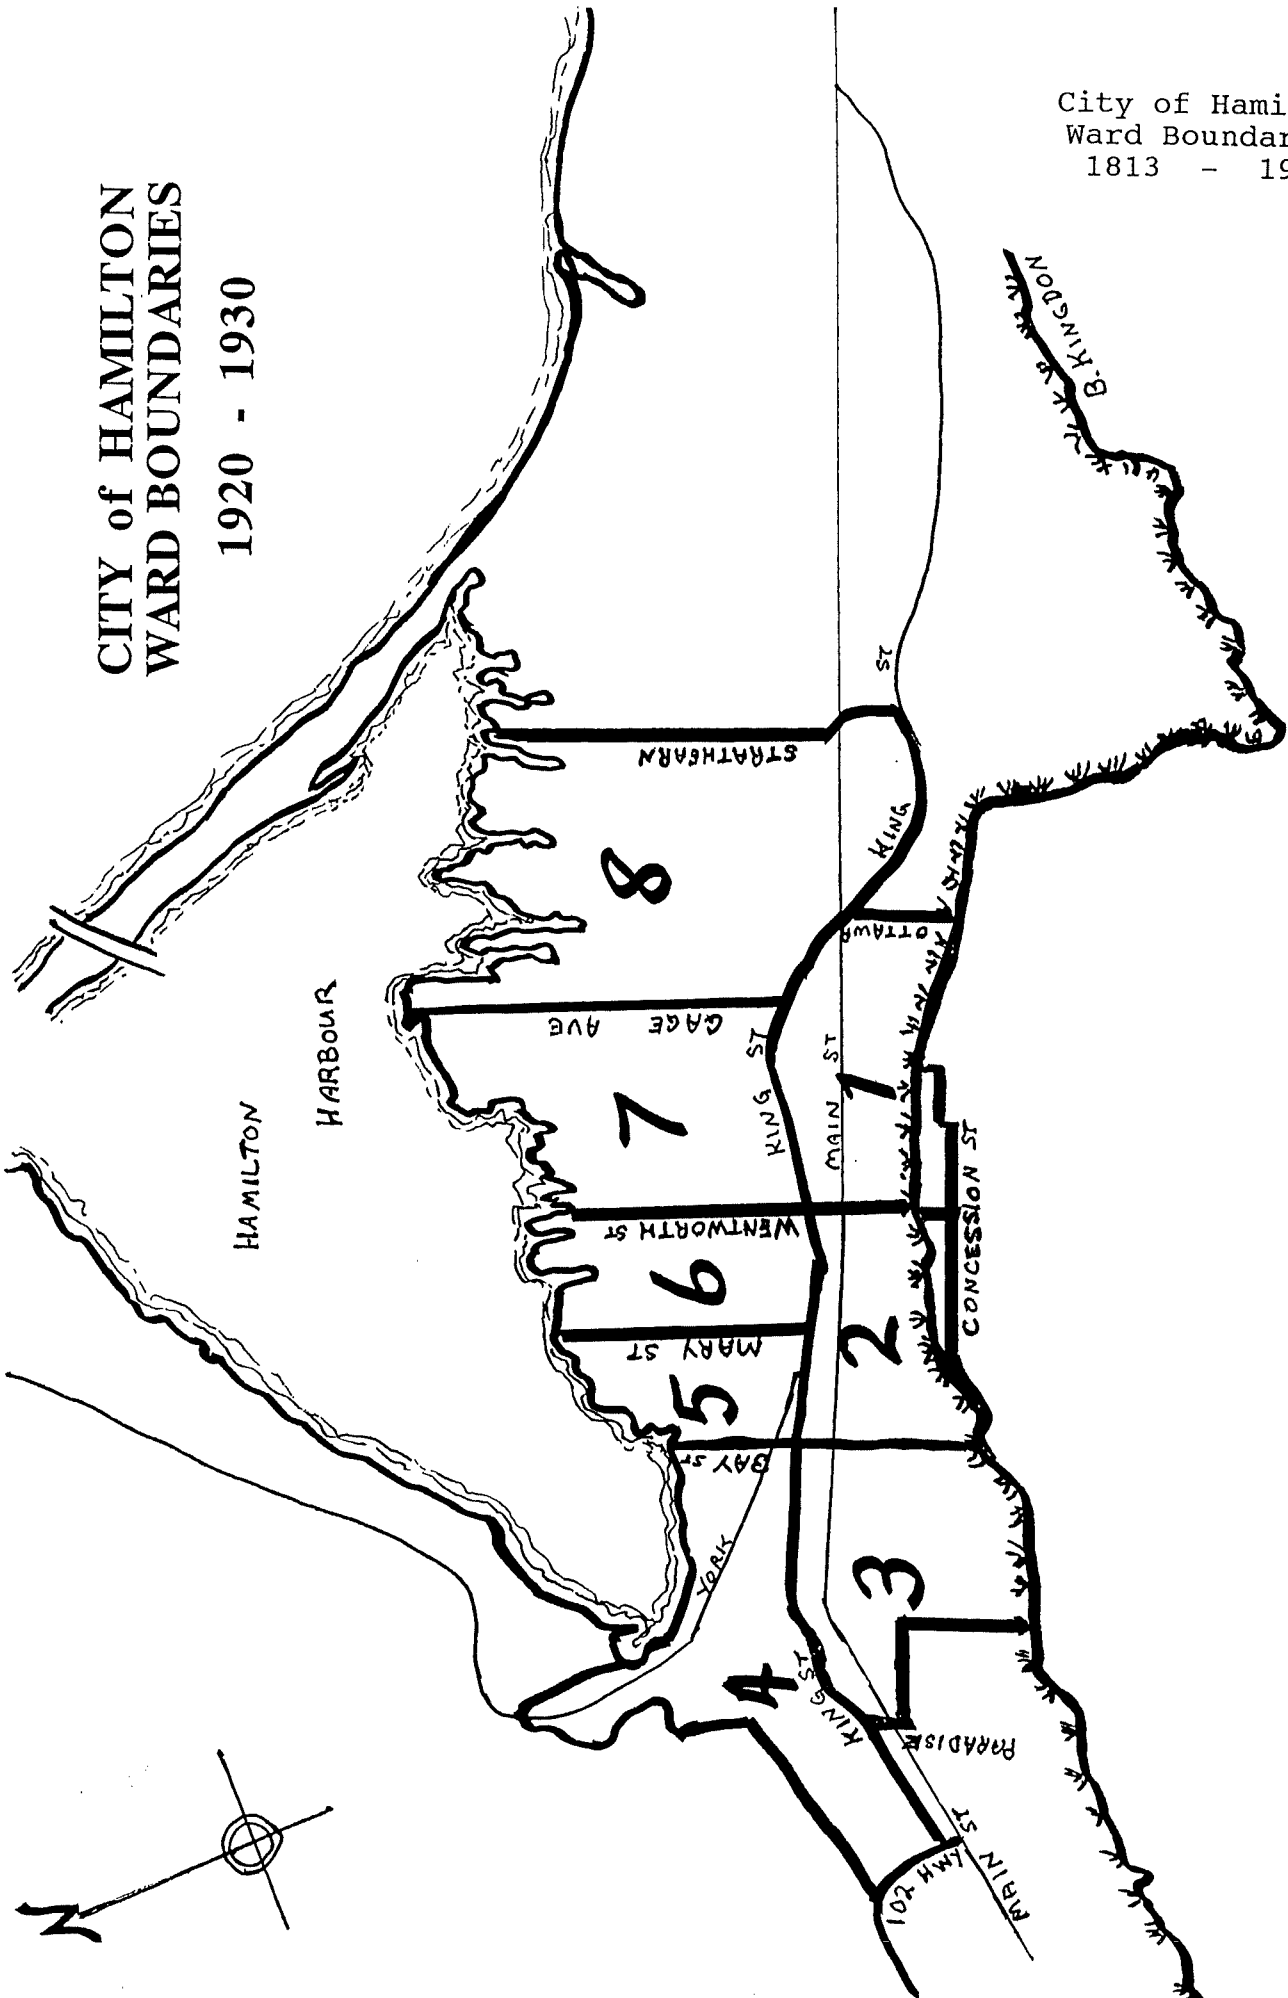 CITY of HAMILTON
WARD BOUNDARIES
1920 - 1930
City of Hami
Ward Boundar
1813 - 19
B. KINGDON
HAMILTON
HARBOUR
STRATHEARN
KING
ST
OTTAWA
8
GAGE AVE
KING ST
MAIN ST
7
1
WENTWORTH ST
CONCESSION ST
6
MARY ST
2
5
BAY ST
YORK
3
4
KING ST
PARADISE
102 HWY
MAIN ST
N